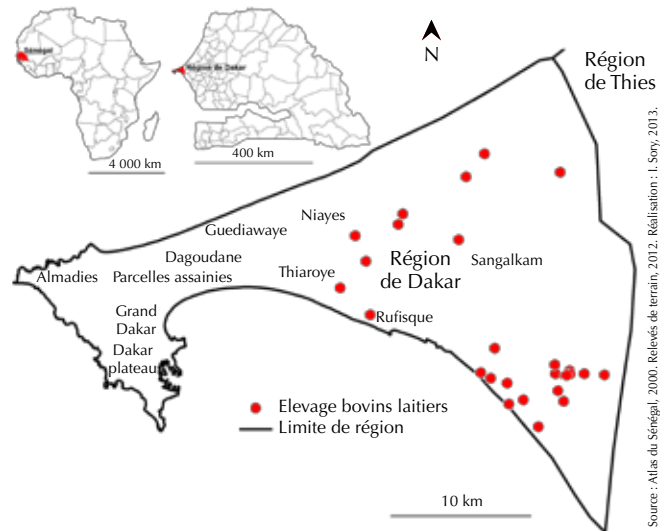 Sénégal
4 000 km
Région de Dakar
400 km
N
Région
de Thies
Niayes
Guediawaye
Dagoudane
Almadies
Parcelles assainies
Thiaroye
Région
de Dakar
Sangalkam
Grand
Dakar
Dakar
plateau
Rufisque
Elevage bovins laitiers
Limite de région
10 km
Source : Atlas du Sénégal, 2000. Relevés de terrain, 2012. Réalisation : I. Sory, 2013.